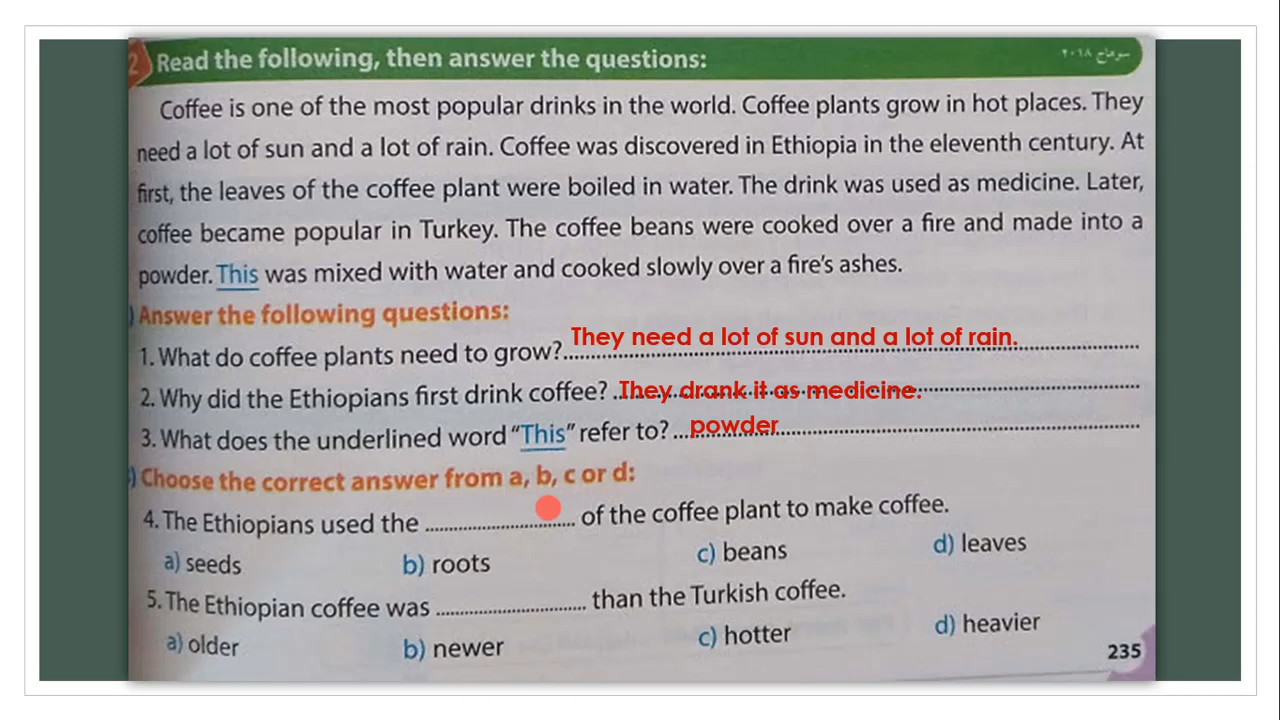 2 Read the following, then answer the questions: سوهاج ٢٠١٨
Coffee is one of the most popular drinks in the world. Coffee plants grow in hot places. They
need a lot of sun and a lot of rain. Coffee was discovered in Ethiopia in the eleventh century. At
first, the leaves of the coffee plant were boiled in water. The drink was used as medicine. Later,
coffee became popular in Turkey. The coffee beans were cooked over a fire and made into a
powder. This was mixed with water and cooked slowly over a fire's ashes.
) Answer the following questions:
1. What do coffee plants need to grow?.......... They need a lot of sun and a lot of rain.
2. Why did the Ethiopians first drink coffee? .......... They drank it as medicine.
3. What does the underlined word “This” refer to? .......... powder
) Choose the correct answer from a, b, c or d:
4. The Ethiopians used the .............................. of the coffee plant to make coffee.
a) seeds b) roots c) beans d) leaves
5. The Ethiopian coffee was .............................. than the Turkish coffee.
a) older b) newer c) hotter d) heavier
235